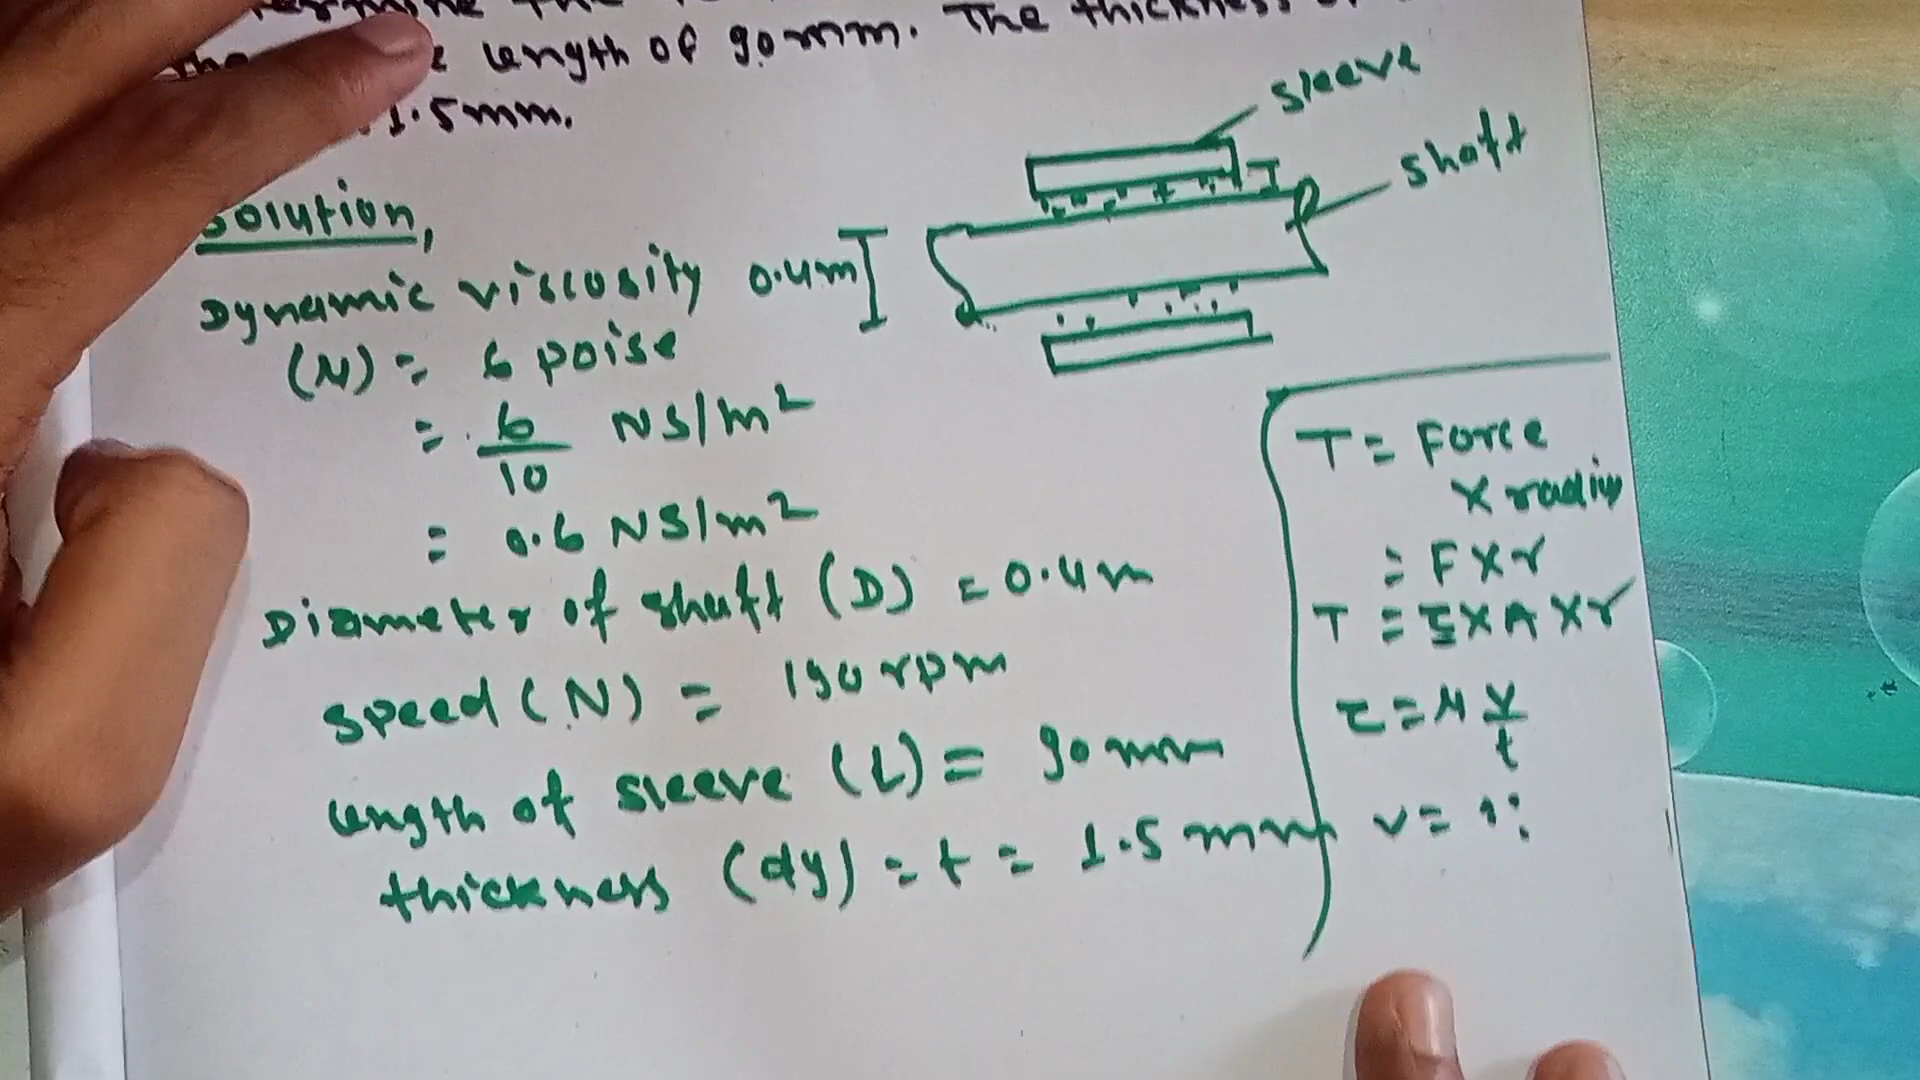 the length of 90mm. The thickness
1.5mm.
sleeve
shaft
solution,
Dynamic viscosity
0.4m
(μ) = 6 poise
= 6/10 NS/m²
= 0.6 NS/m²
Diameter of shaft (D) = 0.4m
speed (N) = 190 rpm
length of sleeve (L) = 90mm
thickness (dy) = t = 1.5mm
T = Force
X radius
= F X r
T = τ X A X r
τ = μ v/t
v = ?